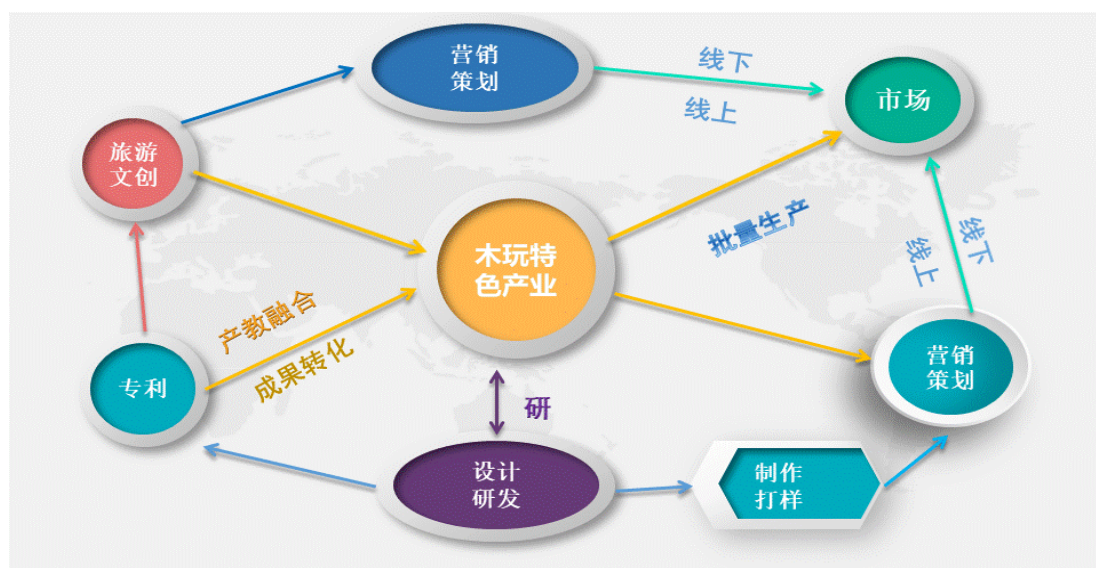 营销
策划
线下
线上
市场
旅游
文创
木玩特
色产业
批量生产
线下
线上
产教融合
成果转化
专利
营销
策划
研
设计
研发
制作
打样